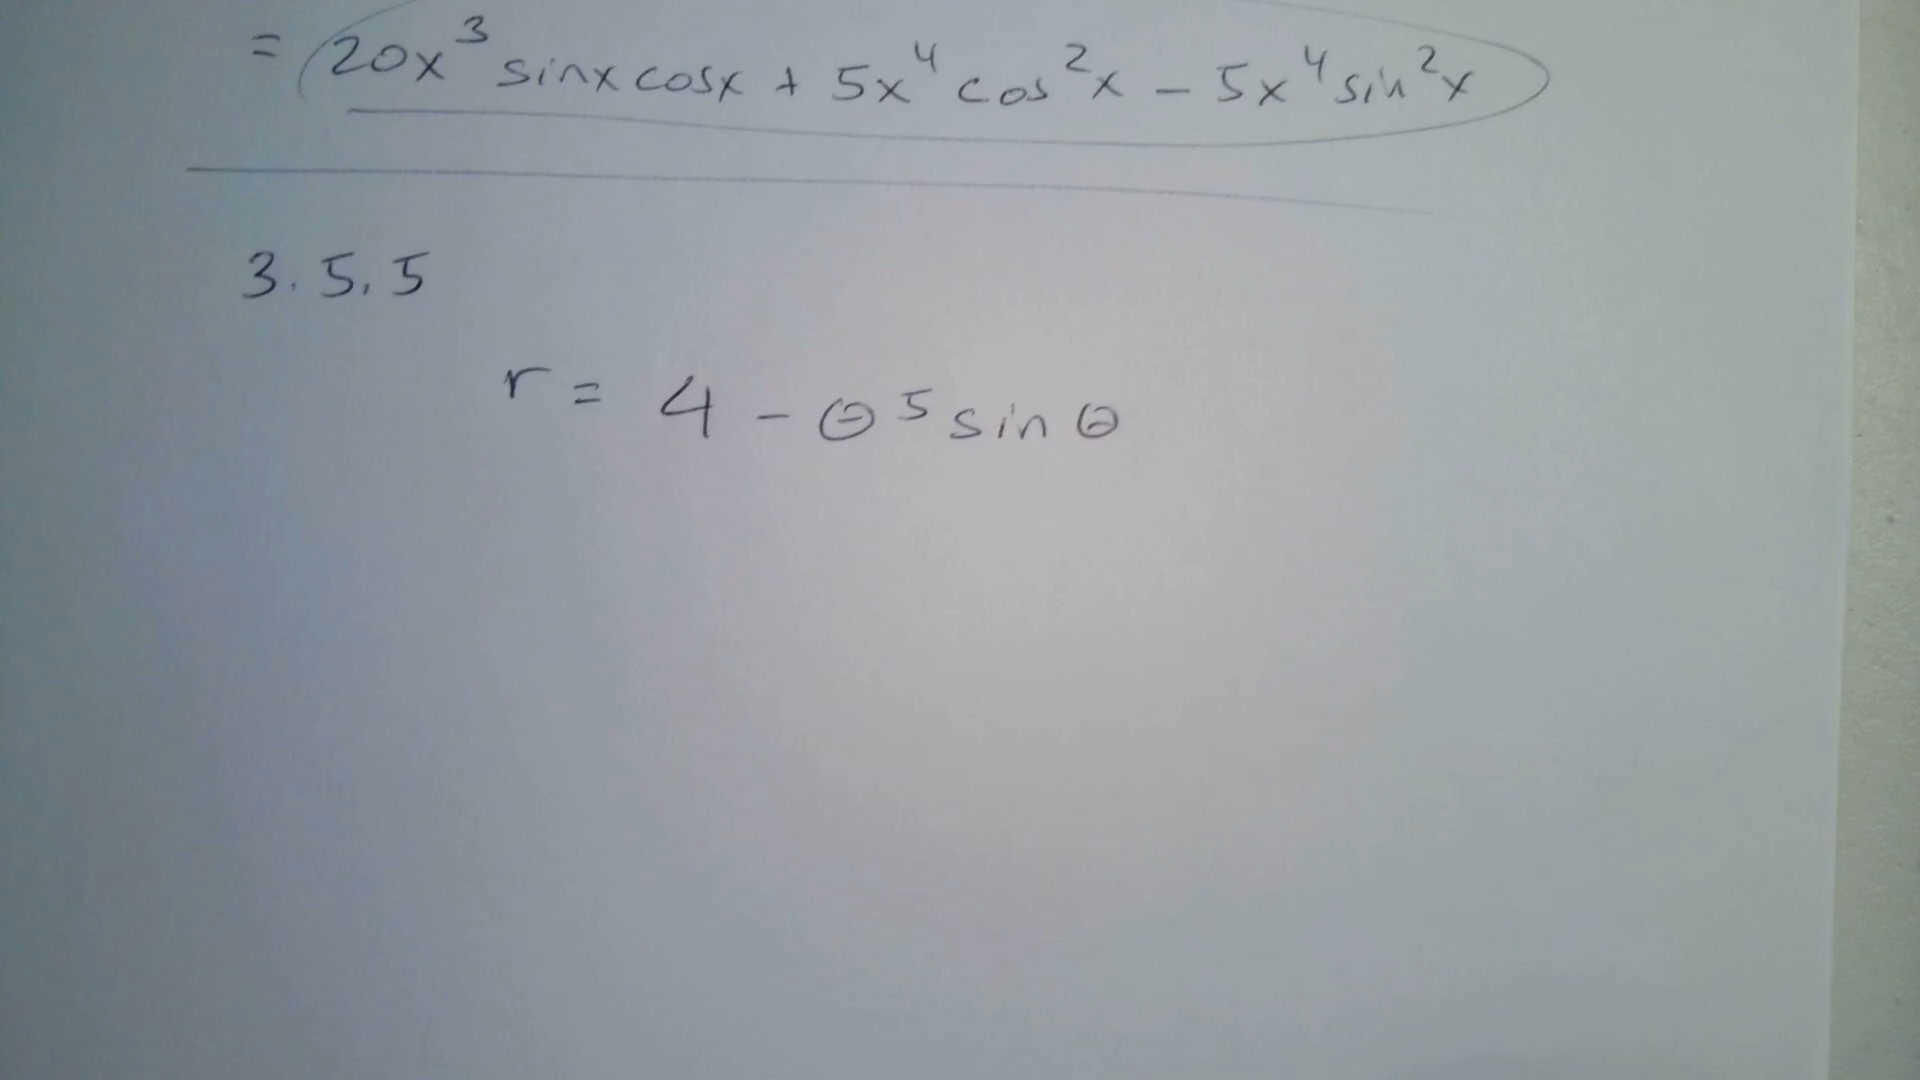 = 20x³ sinx cosx + 5x⁴ cos²x - 5x⁴ sin²x
3.5.5
r = 4 - θ⁵ sin θ